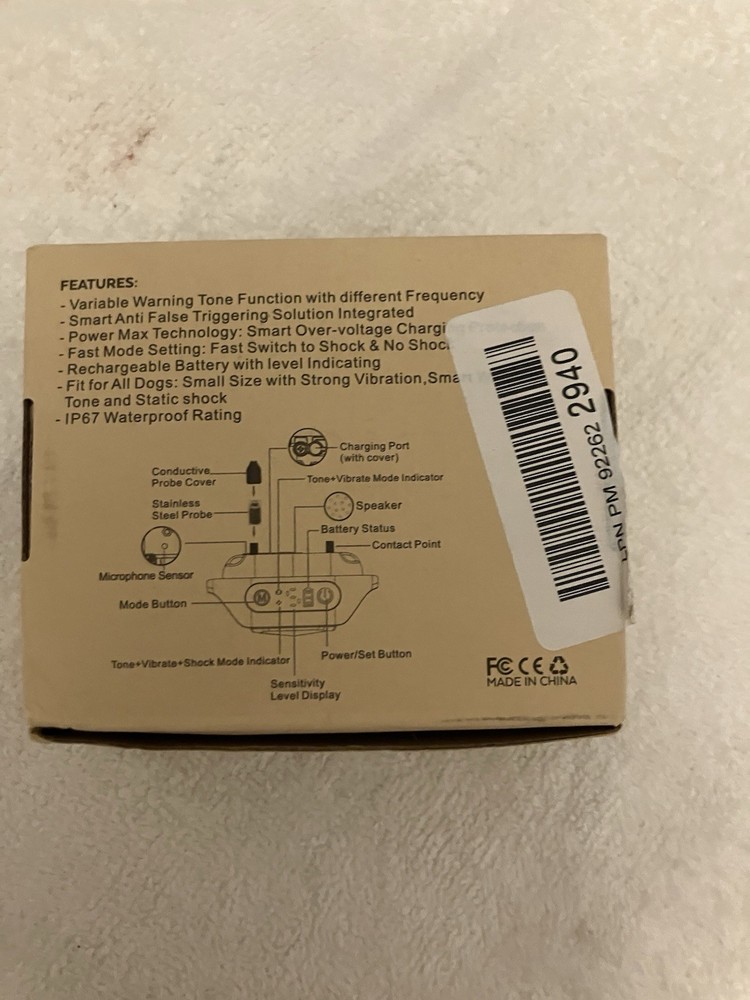 FEATURES:
- Variable Warning Tone Function with different Frequency
- Smart Anti False Triggering Solution Integrated
- Power Max Technology: Smart Over-voltage Charging Protection
- Fast Mode Setting: Fast Switch to Shock & No Shock
- Rechargeable Battery with level Indicating
- Fit for All Dogs: Small Size with Strong Vibration,Smart
Tone and Static shock
- IP67 Waterproof Rating
Charging Port
(with cover)
Conductive
Probe Cover
Tone+Vibrate Mode Indicator
Stainless
Steel Probe
Speaker
Battery Status
Contact Point
Microphone Sensor
Mode Button
M
Tone+Vibrate+Shock Mode Indicator
Power/Set Button
Sensitivity
Level Display
FC CE
MADE IN CHINA
LPN PM 92262 2940